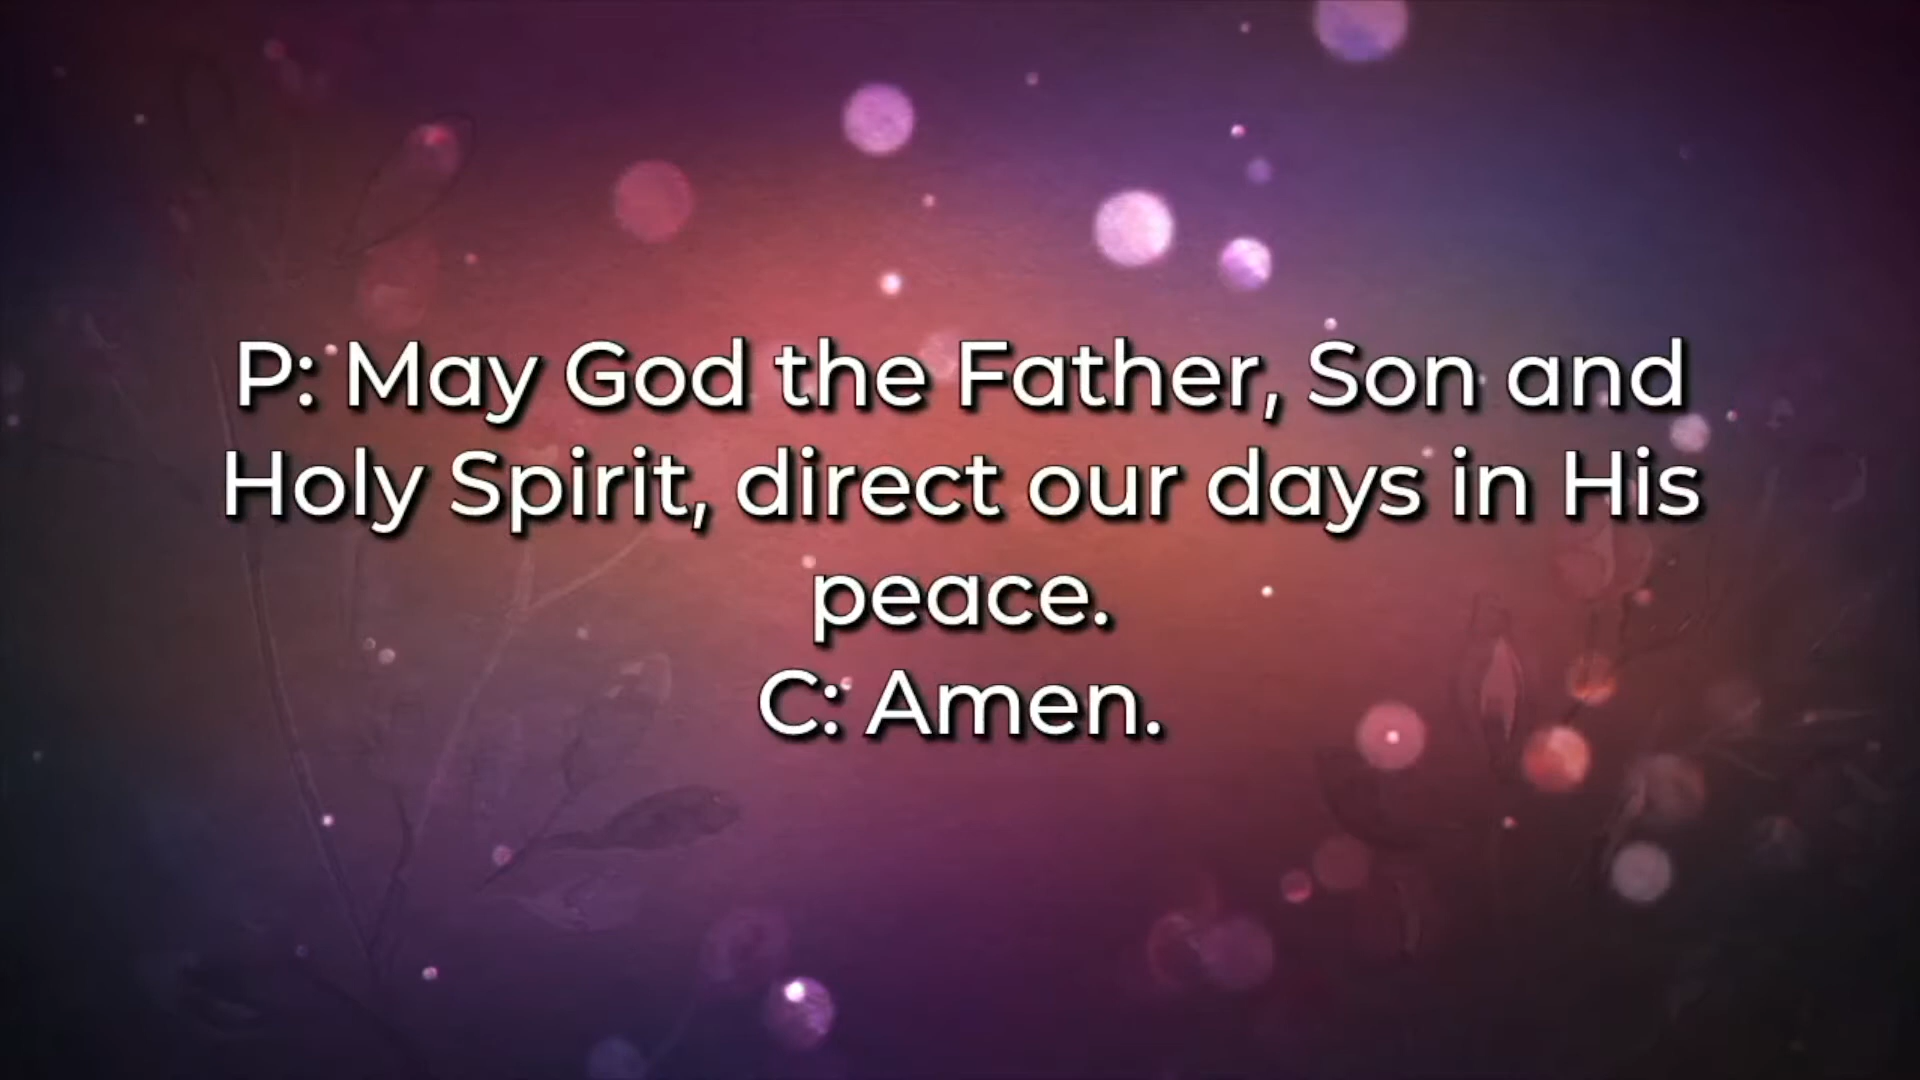 P: May God the Father, Son and
Holy Spirit, direct our days in His
peace.
C: Amen.